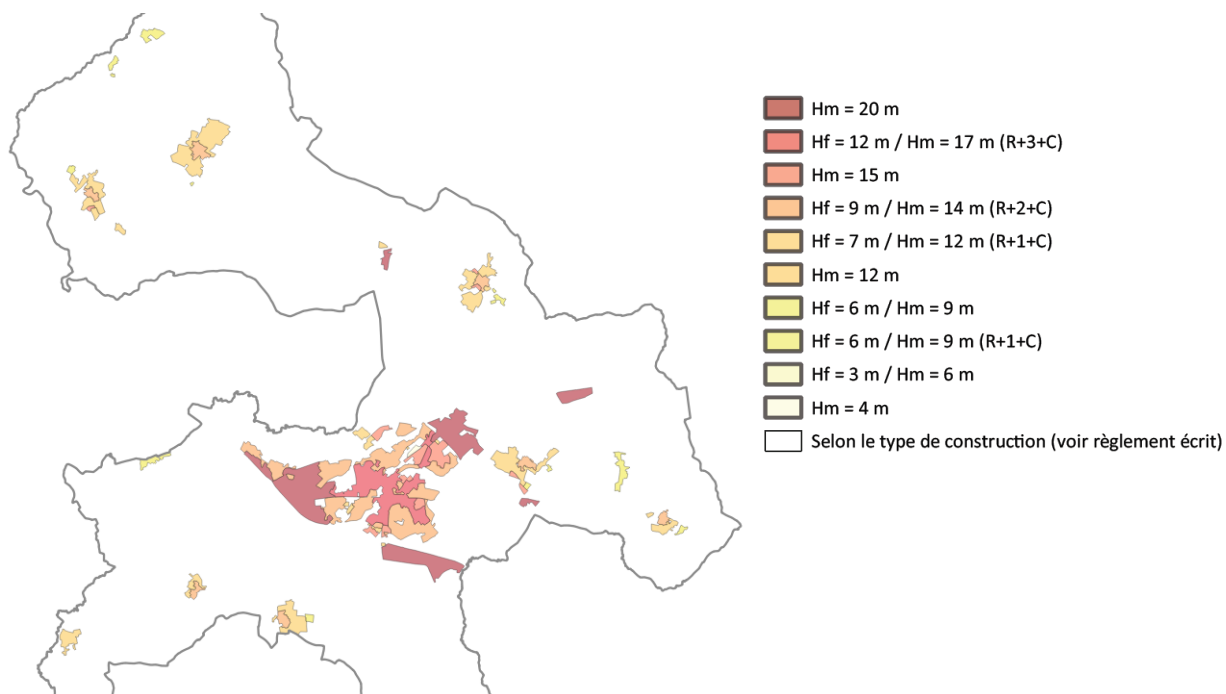 Hm = 20 m
Hf = 12 m / Hm = 17 m (R+3+C)
Hm = 15 m
Hf = 9 m / Hm = 14 m (R+2+C)
Hf = 7 m / Hm = 12 m (R+1+C)
Hm = 12 m
Hf = 6 m / Hm = 9 m
Hf = 6 m / Hm = 9 m (R+1+C)
Hf = 3 m / Hm = 6 m
Hm = 4 m
Selon le type de construction (voir règlement écrit)